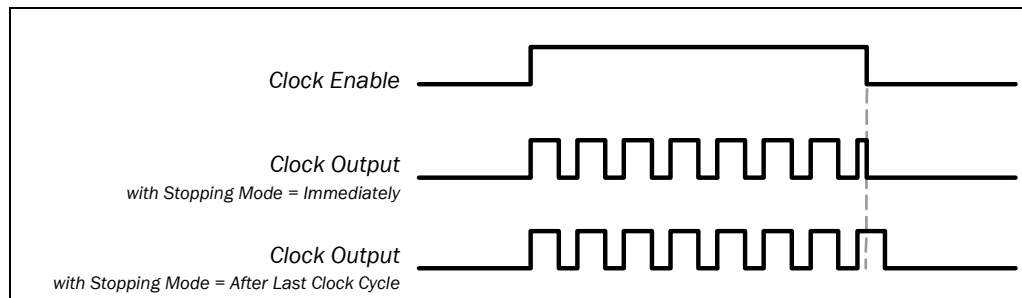 Clock Enable
Clock Output
with Stopping Mode = Immediately
Clock Output
with Stopping Mode = After Last Clock Cycle